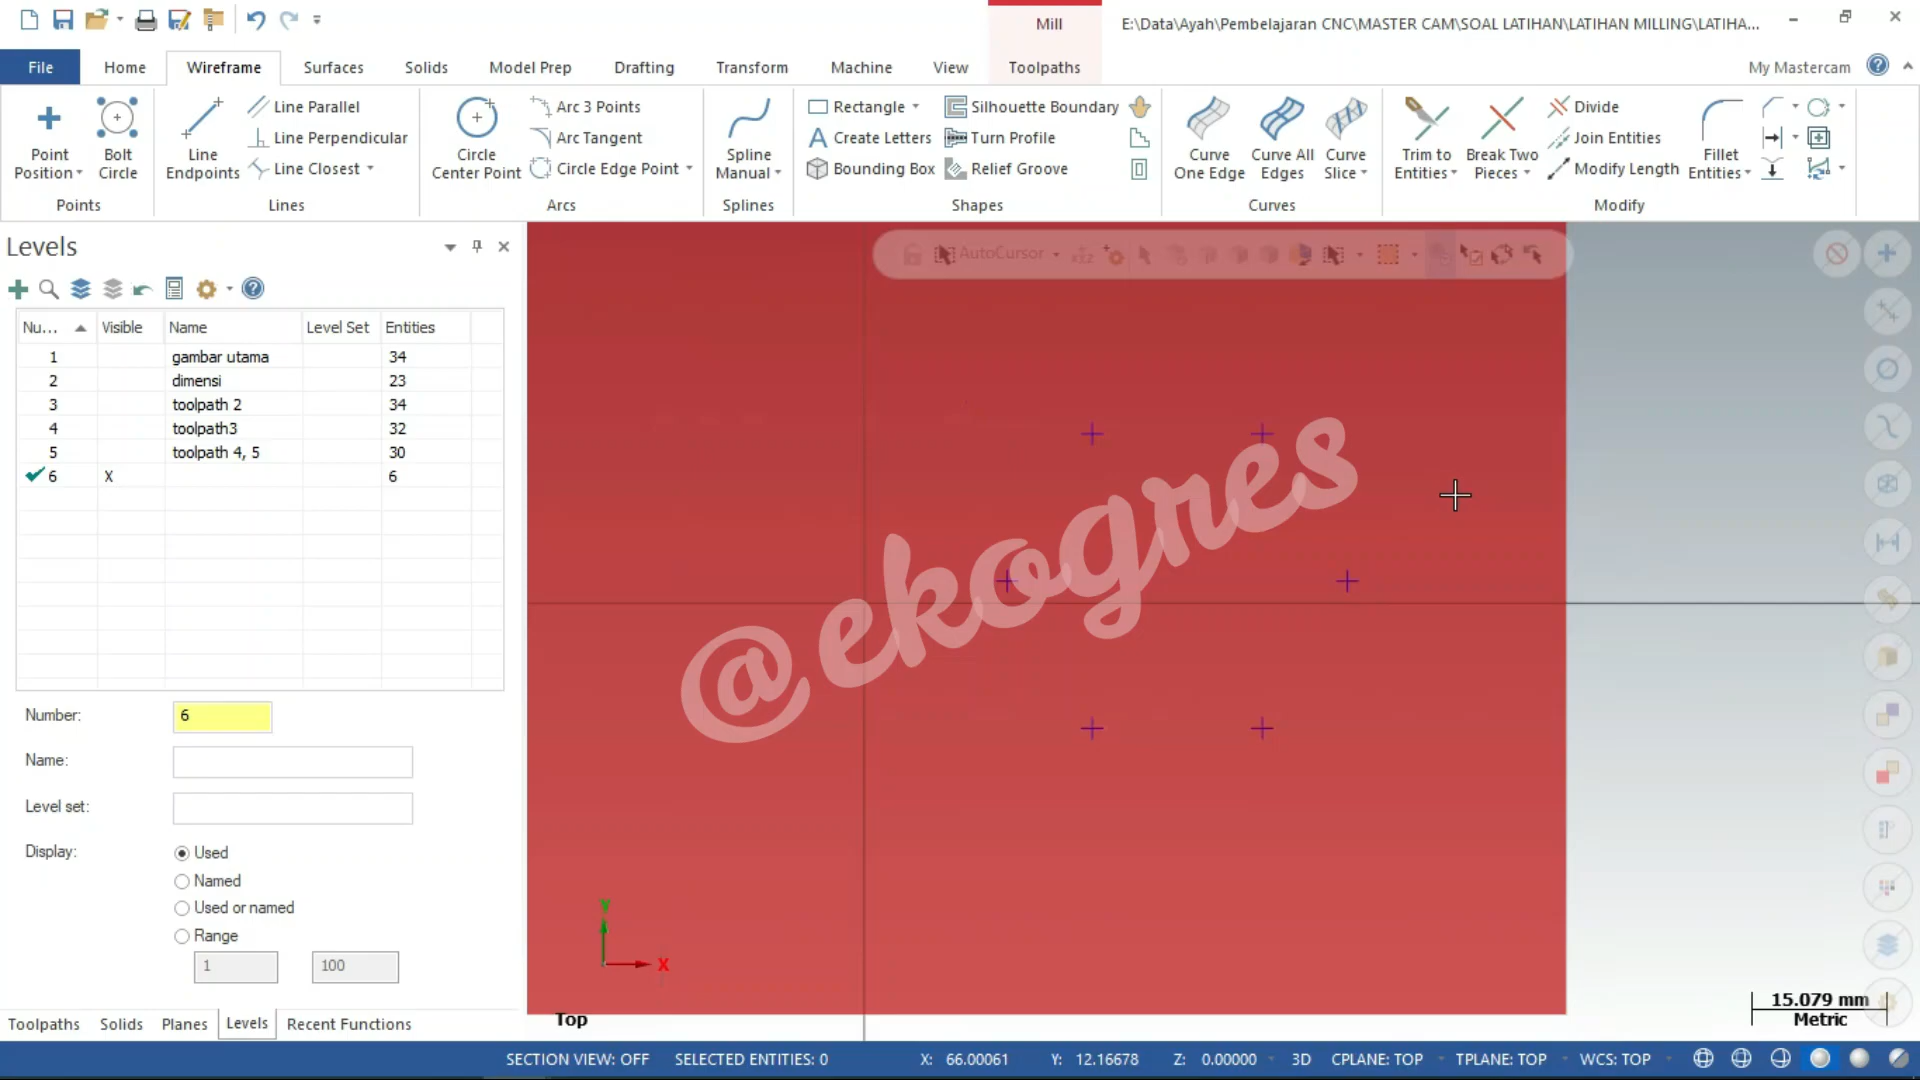 Mill
E:\Data\Ayah\Pembelajaran CNC\MASTER CAM\SOAL LATIHAN\LATIHAN MILLING\LATIHA...
File Home Wireframe Surfaces Solids Model Prep Drafting Transform Machine View Toolpaths My Mastercam
Point Position
Bolt Circle
Points
Line Endpoints
Line Parallel
Line Perpendicular
Line Closest
Lines
Circle Center Point
Arc 3 Points
Arc Tangent
Circle Edge Point
Arcs
Spline Manual
Splines
Rectangle
Create Letters
Bounding Box
Silhouette Boundary
Turn Profile
Relief Groove
Shapes
Curve One Edge
Curve All Edges
Curve Slice
Curves
Trim to Entities
Break Two Pieces
Divide
Join Entities
Modify Length
Fillet Entities
Modify
Levels
Nu... Visible Name Level Set Entities
1 gambar utama 34
2 dimensi 23
3 toolpath 2 34
4 toolpath3 32
5 toolpath 4, 5 30
6 X 6
Number: 6
Name:
Level set:
Display:
Used
Named
Used or named
Range
1 100
Toolpaths Solids Planes Levels Recent Functions
AutoCursor
@ekogres
Y
X
Top
15.079 mm
Metric
SECTION VIEW: OFF SELECTED ENTITIES: 0 X: 66.00061 Y: 12.16678 Z: 0.00000 3D CPLANE: TOP TPLANE: TOP WCS: TOP